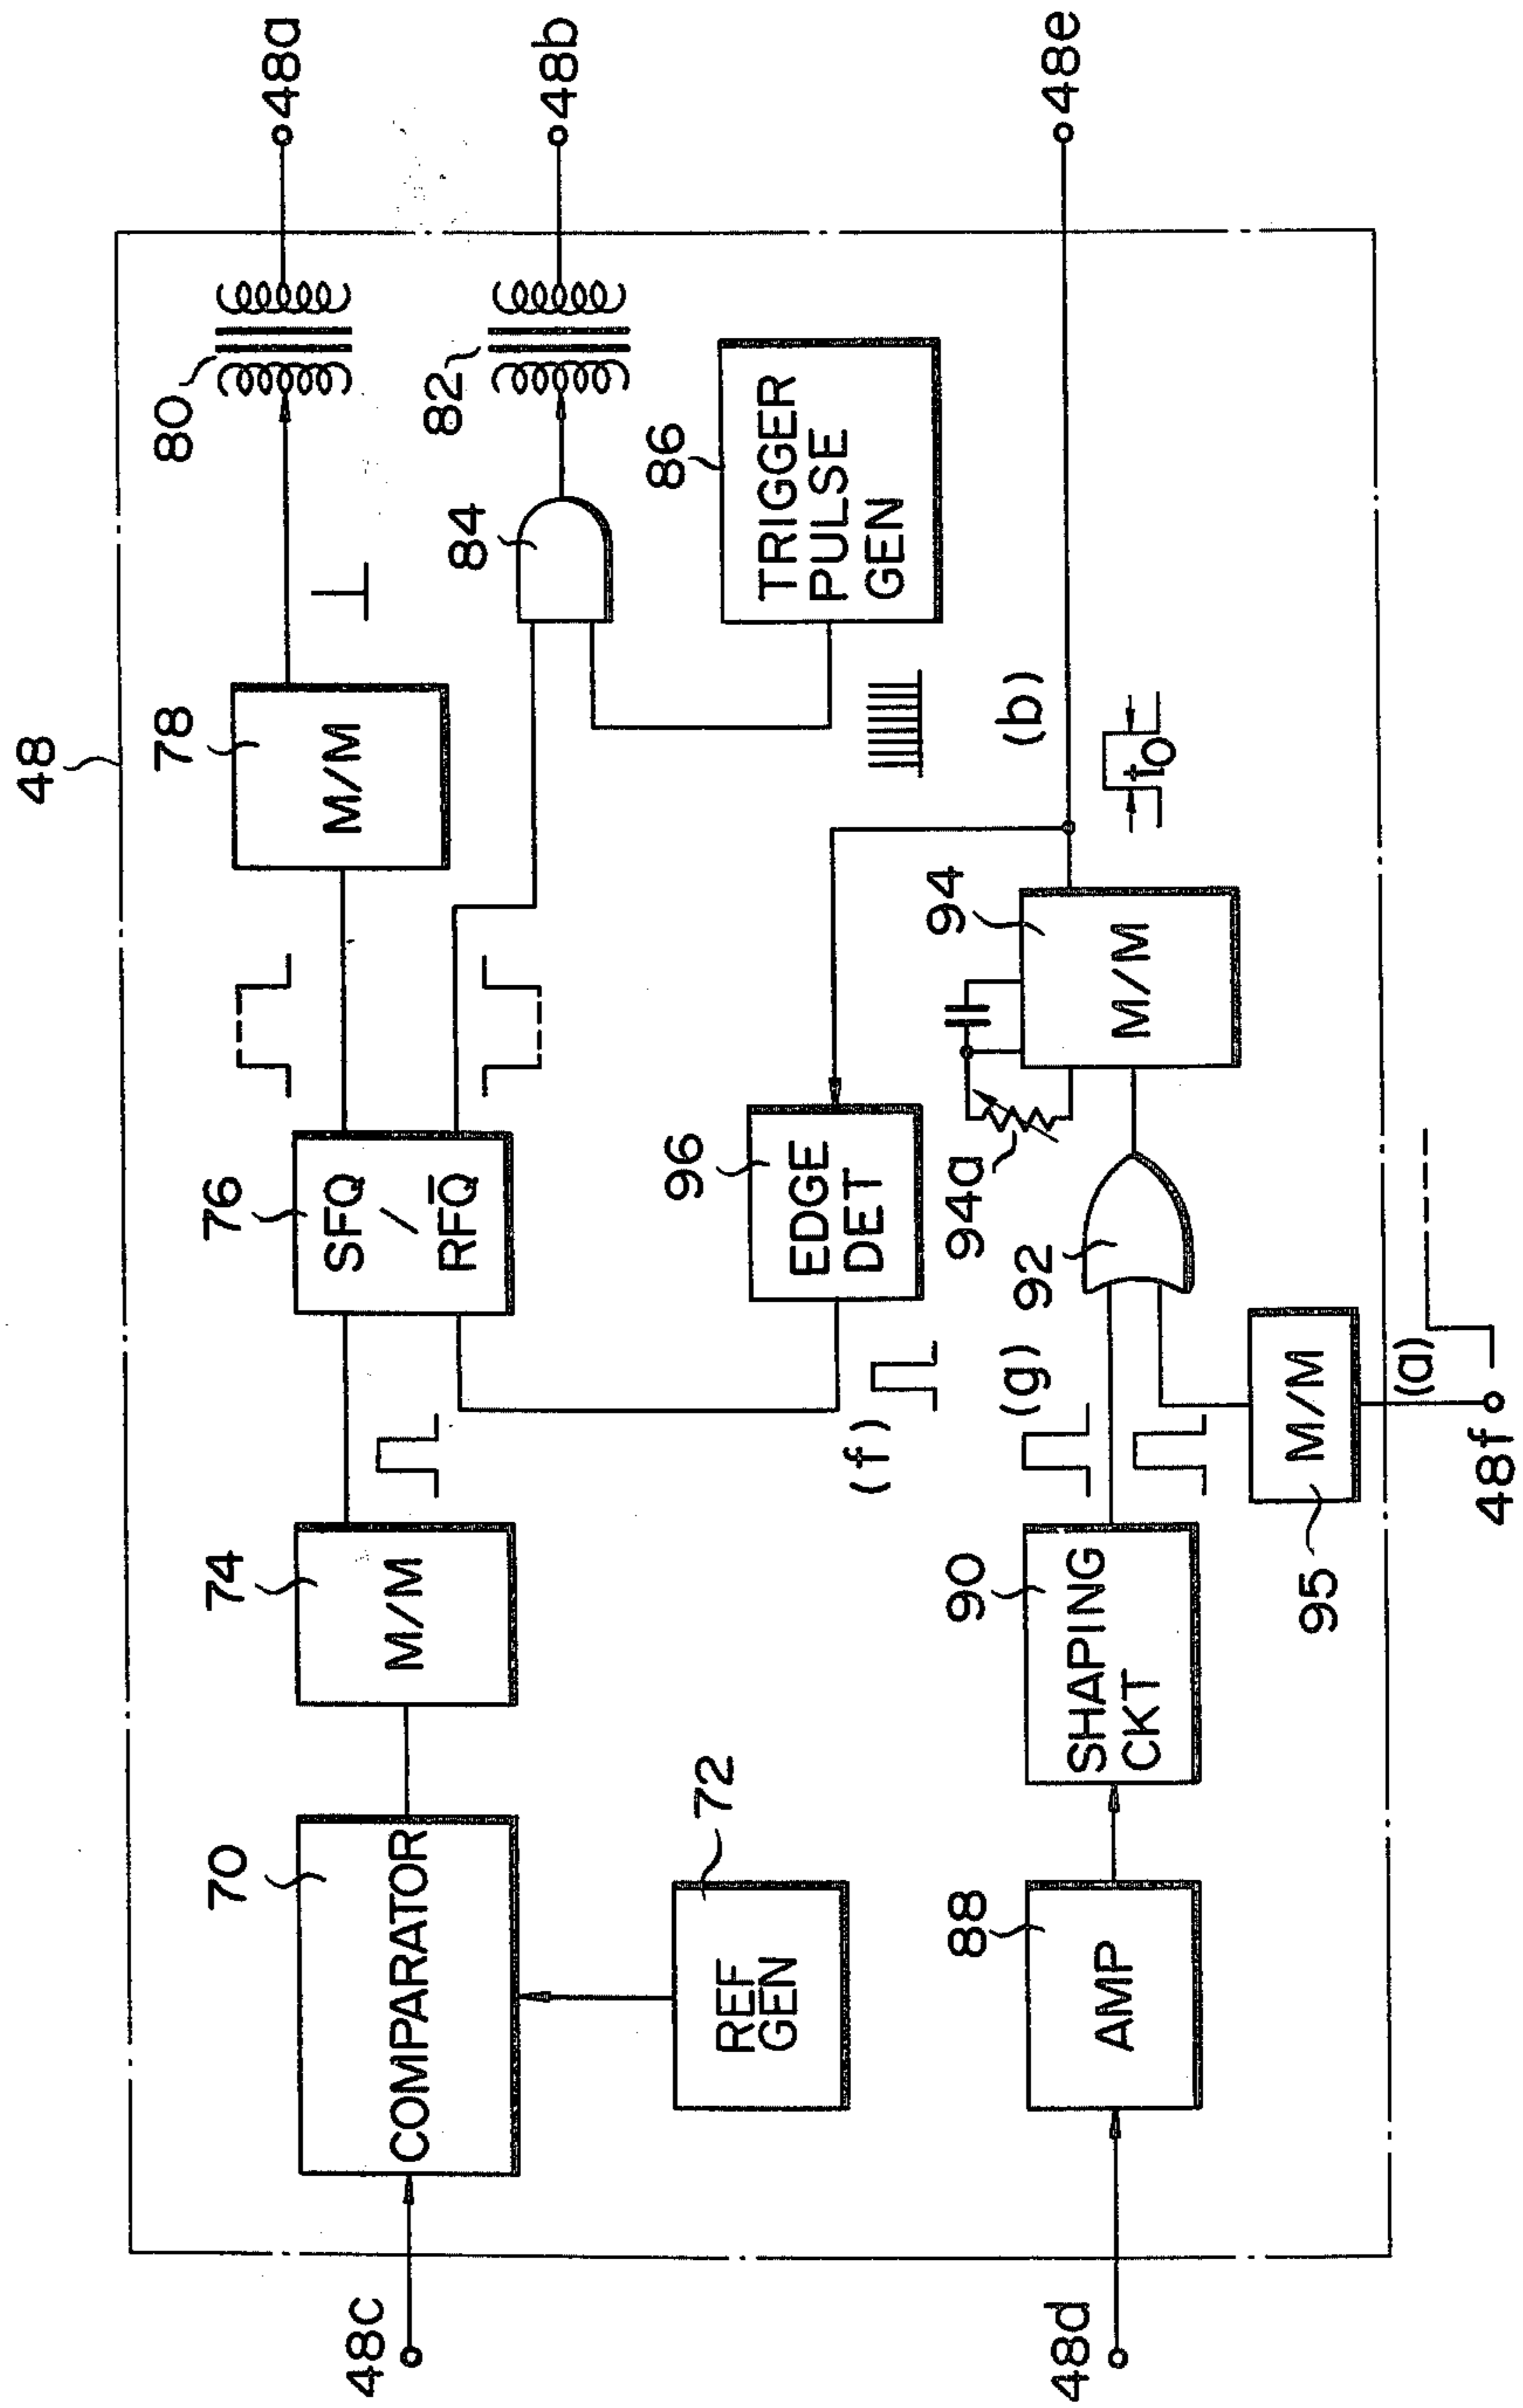 48
70
74
76
78
80
48a
48c
COMPARATOR
M/M
SFQ
/
RFQ̅
M/M
82
48b
84
72
REF
GEN
86
TRIGGER
PULSE
GEN
96
EDGE
DET
(f)
88
90
(g)
92
94a
94
(b)
48e
48d
AMP
SHAPING
CKT
M/M
t0
95
M/M
(a)
48f